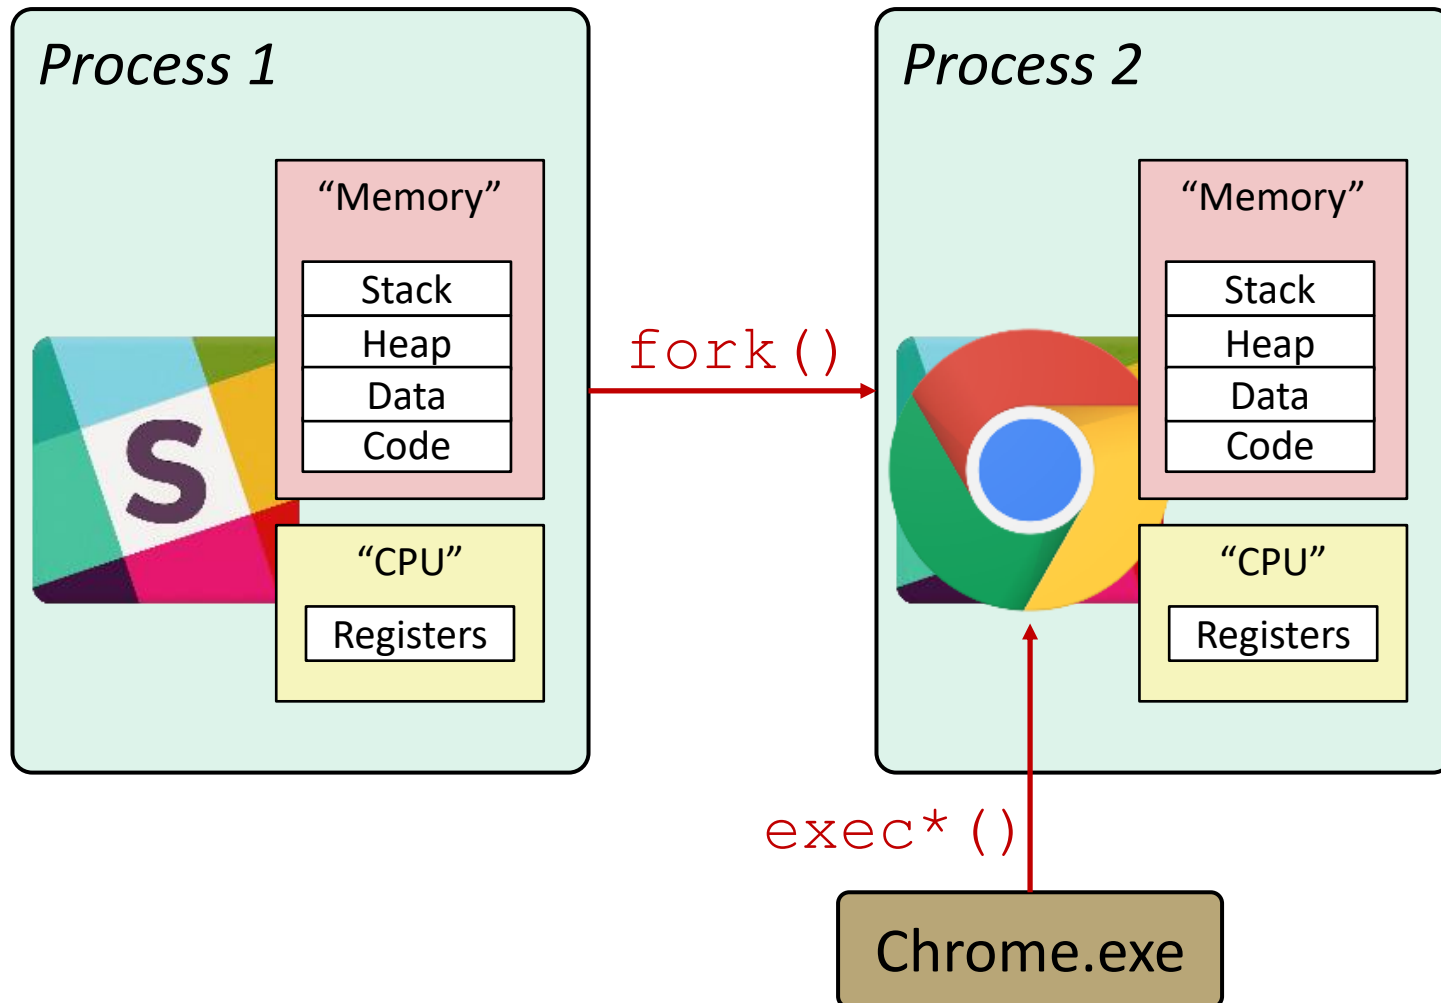 Process 1
“Memory”
Stack
Heap
Data
Code
S
“CPU”
Registers
fork()
Process 2
“Memory”
Stack
Heap
Data
Code
“CPU”
Registers
exec*()
Chrome.exe